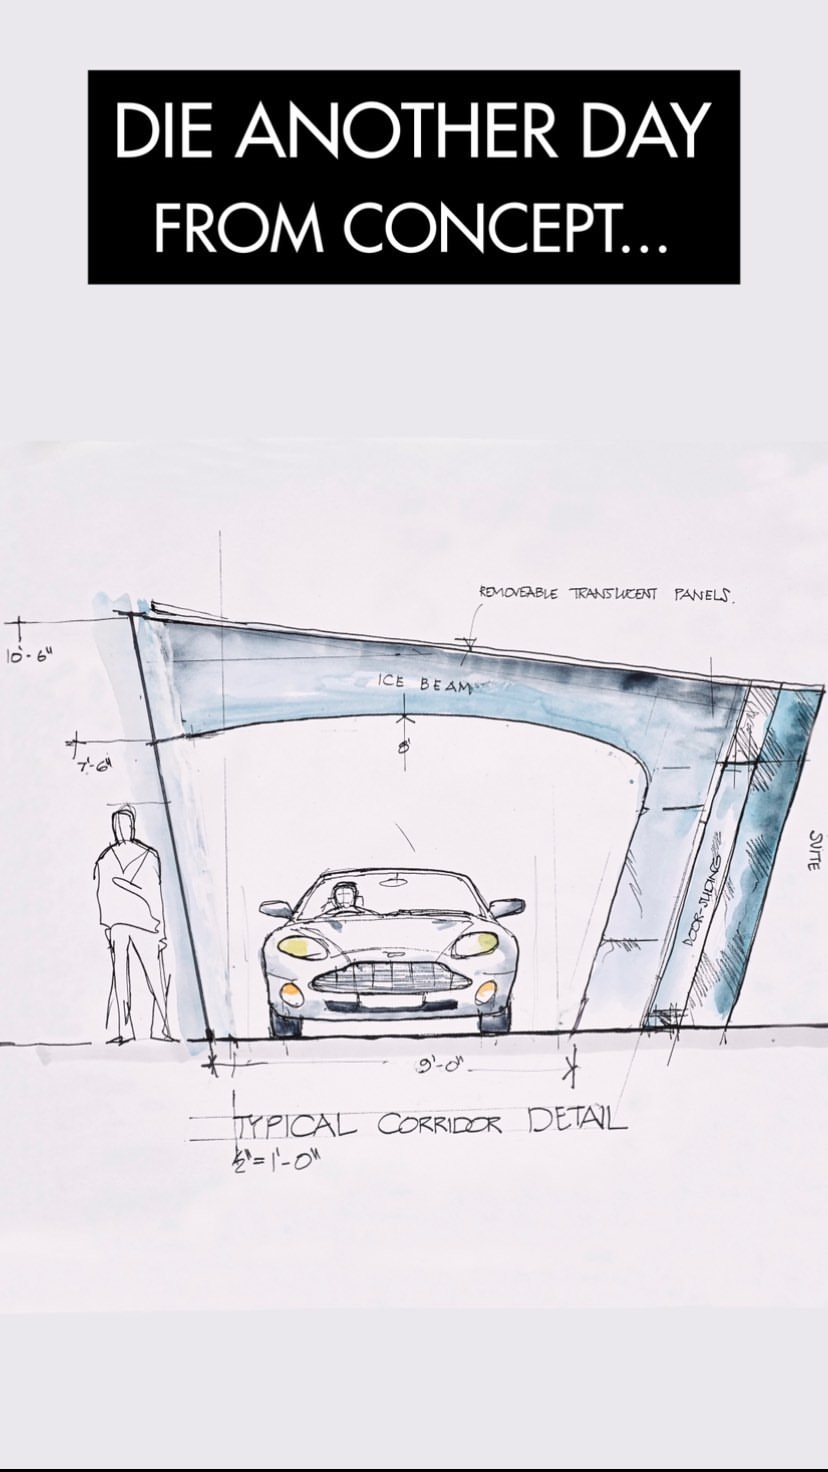 DIE ANOTHER DAY
FROM CONCEPT...
REMOVEABLE TRANSLUCENT PANELS.
10'-6"
ICE BEAM
7'-6"
8'
SUITE
DOOR-SLIDING
9'-0"
TYPICAL CORRIDOR DETAIL
½"=1'-0"